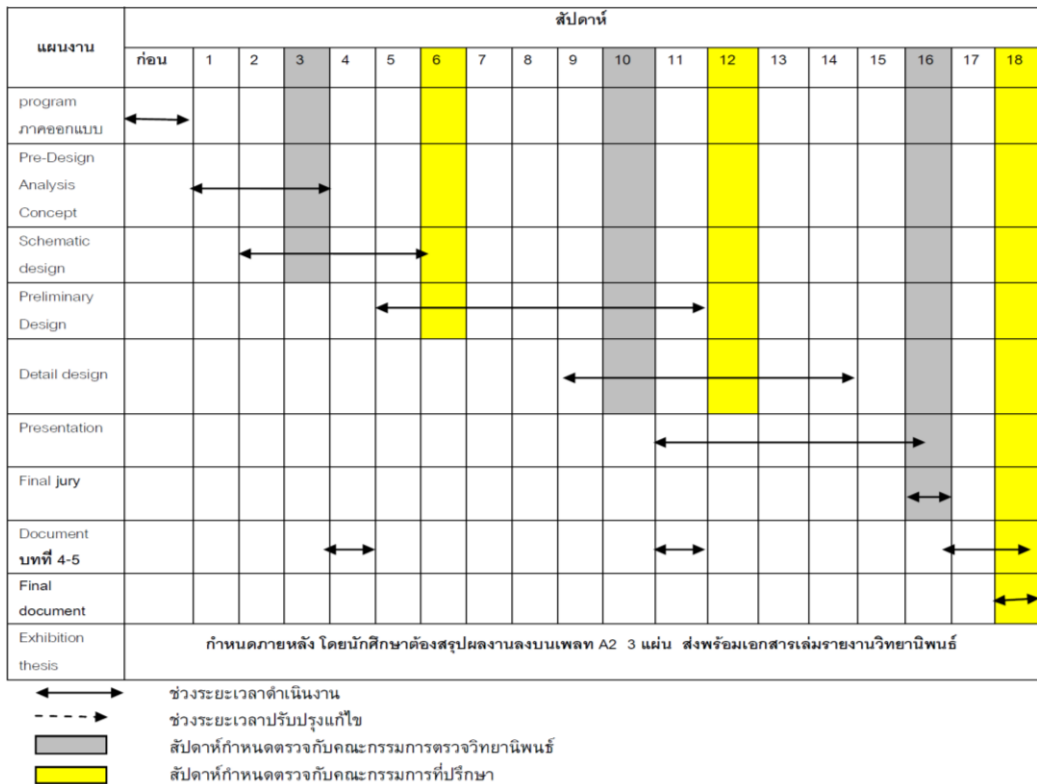 สัปดาห์
แผนงาน
ก่อน 1 2 3 4 5 6 7 8 9 10 11 12 13 14 15 16 17 18
program
ภาคออกแบบ
Pre-Design
Analysis
Concept
Schematic
design
Preliminary
Design
Detail design
Presentation
Final jury
Document
บทที่ 4-5
Final
document
Exhibition
thesis
กำหนดภายหลัง โดยนักศึกษาต้องสรุปผลงานลงบนเพลท A2 3 แผ่น ส่งพร้อมเอกสารเล่มรายงานวิทยานิพนธ์
ช่วงระยะเวลาดำเนินงาน
ช่วงระยะเวลาปรับปรุงแก้ไข
สัปดาห์กำหนดตรวจกับคณะกรรมการตรวจวิทยานิพนธ์
สัปดาห์กำหนดตรวจกับคณะกรรมการที่ปรึกษา